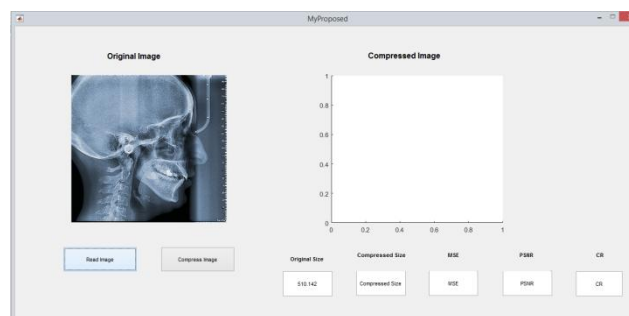 MyProposed
Original Image
Compressed Image
1
0.8
0.6
0.4
0.2
0
0 0.2 0.4 0.6 0.8 1
Read Image
Compress Image
Original Size
Compressed Size
MSE
PSNR
CR
510.142
Compressed Size
MSE
PSNR
CR